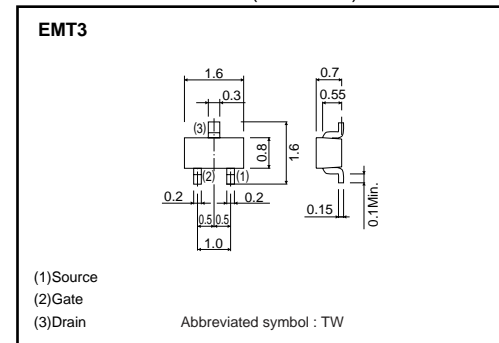 EMT3
1.6
0.3
(3)
0.8
1.6
(2)
(1)
0.2
0.2
0.5
0.5
1.0
0.7
0.55
0.15
0.1Min.
(1)Source
(2)Gate
(3)Drain
Abbreviated symbol : TW